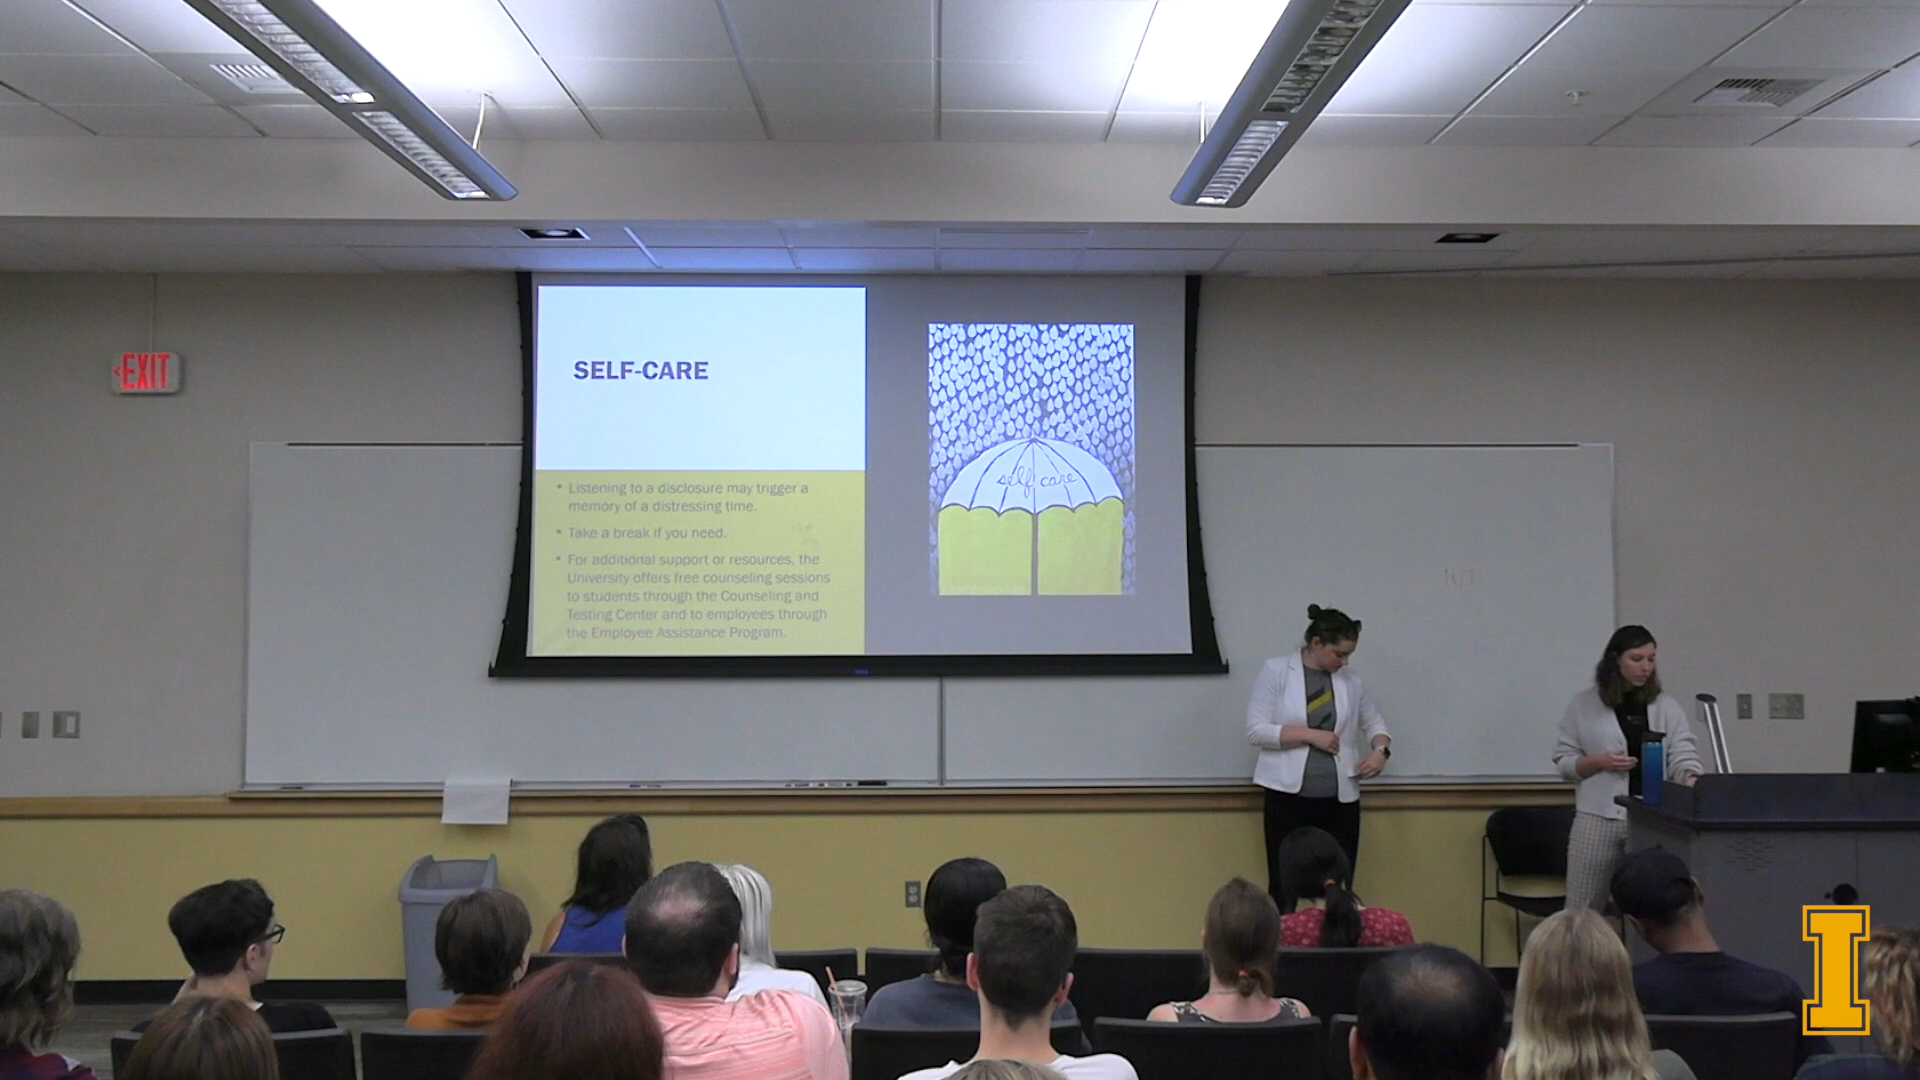 EXIT
SELF-CARE
self care
• Listening to a disclosure may trigger a
memory of a distressing time.
• Take a break if you need.
• For additional support or resources, the
University offers free counseling sessions
to students through the Counseling and
Testing Center and to employees through
the Employee Assistance Program.
I